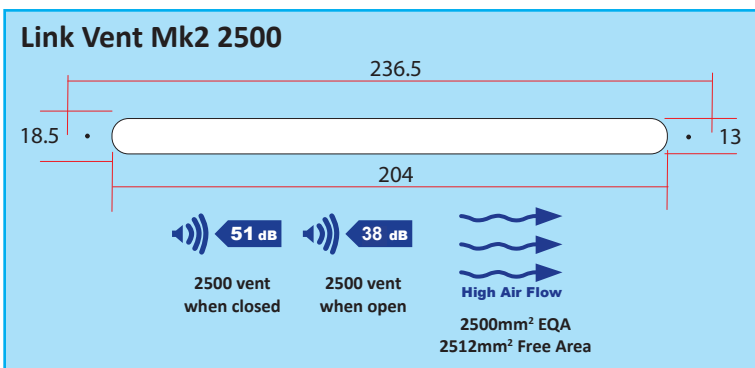 Link Vent Mk2 2500
236.5
18.5
13
204
51 dB
38 dB
2500 vent
when closed
2500 vent
when open
High Air Flow
2500mm² EQA
2512mm² Free Area